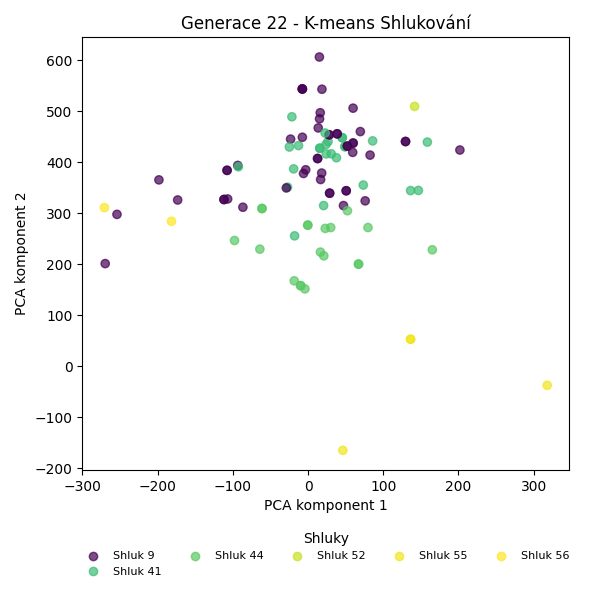 Generace 22 - K-means Shlukování
600
500
400
300
200
100
0
−100
−200
PCA komponent 2
−300
−200
−100
0
100
200
300
PCA komponent 1
Shluky
Shluk 9
Shluk 44
Shluk 52
Shluk 55
Shluk 56
Shluk 41